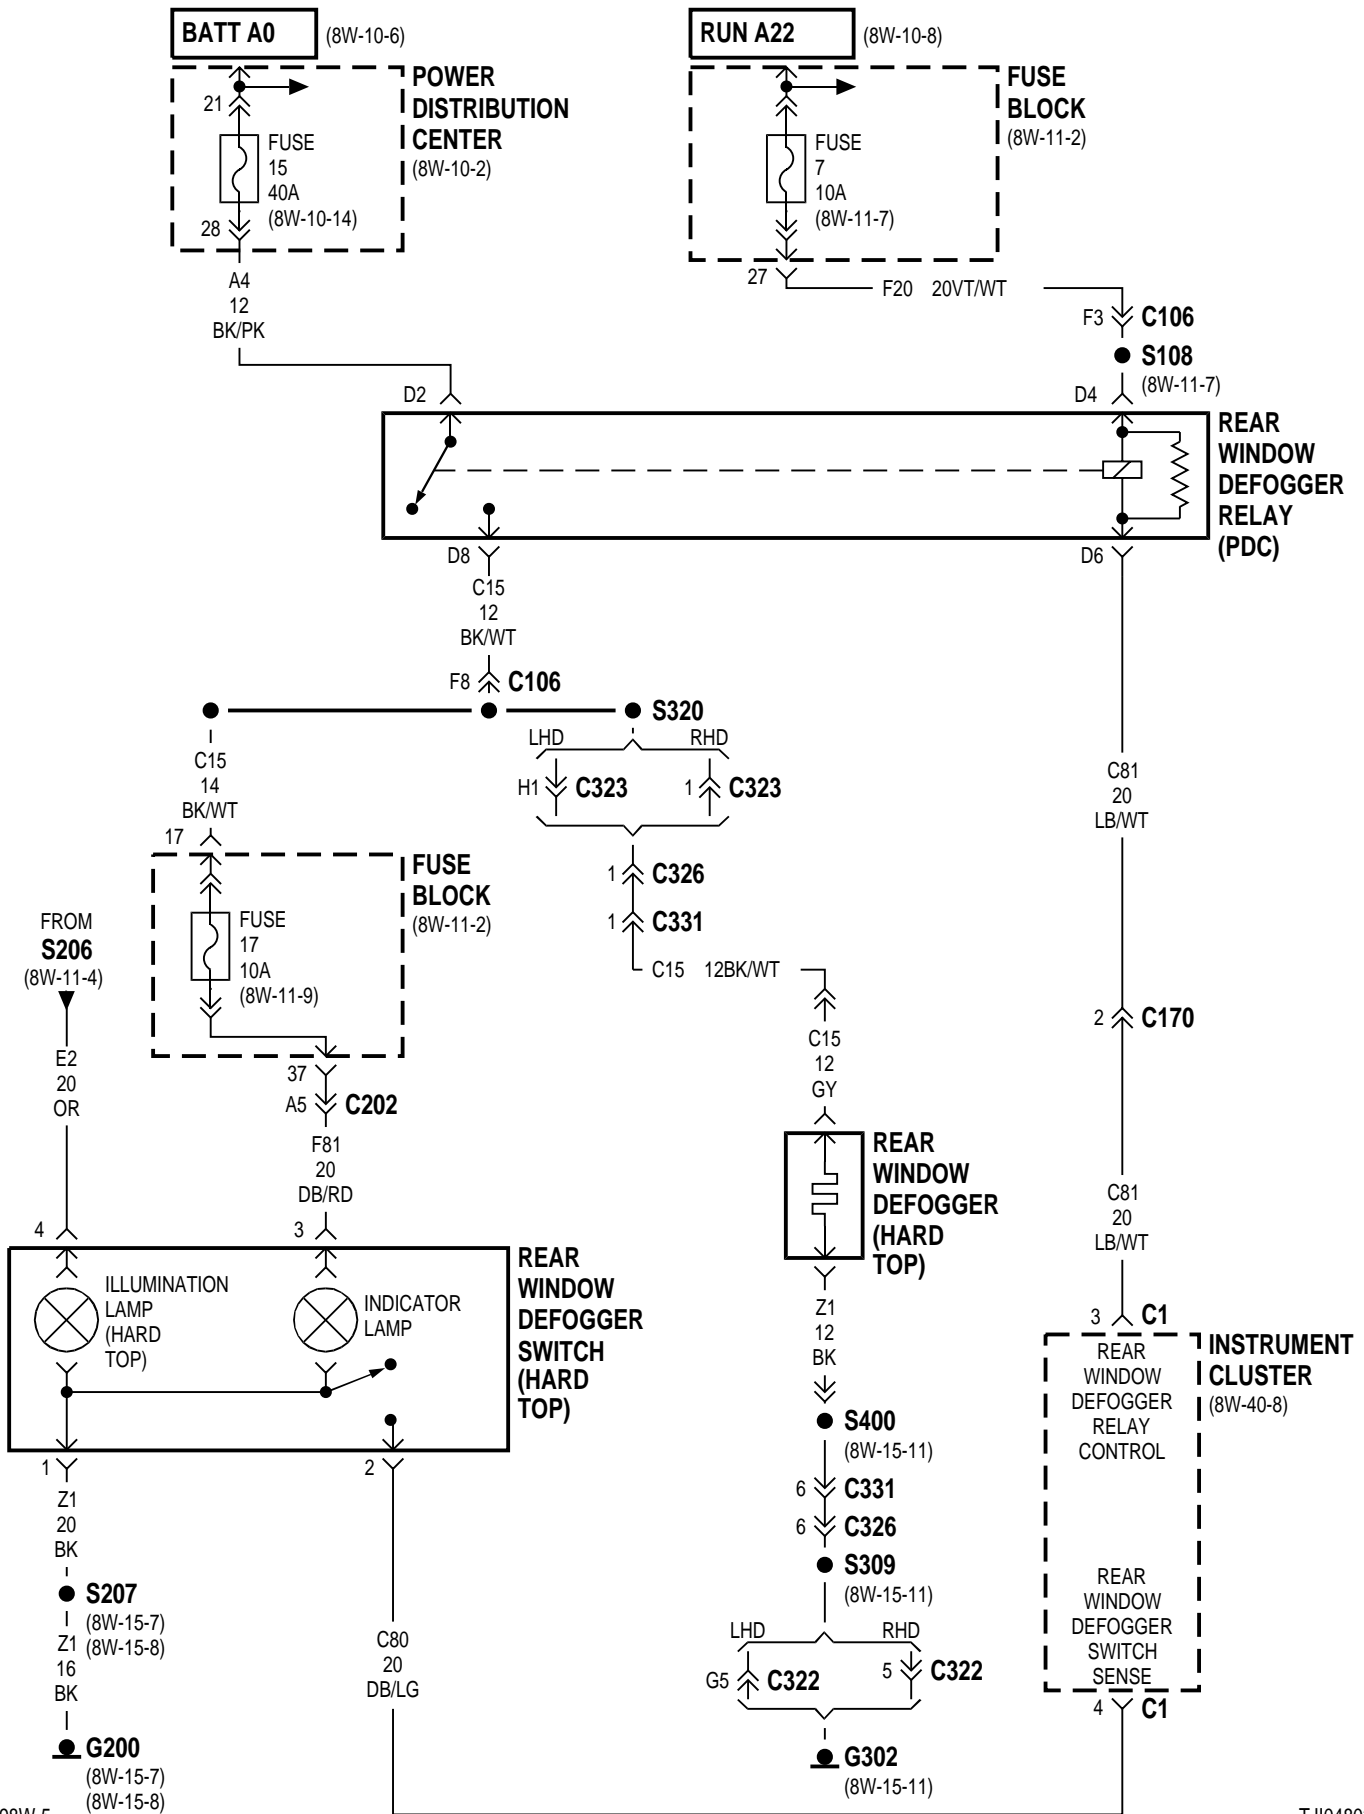 BATT A0 (8W-10-6)
RUN A22 (8W-10-8)
POWER
DISTRIBUTION
CENTER
(8W-10-2)
21
FUSE
15
40A
(8W-10-14)
28
FUSE
BLOCK
(8W-11-2)
FUSE
7
10A
(8W-11-7)
27
A4
12
BK/PK
F20 20VT/WT
F3 C106
S108
(8W-11-7)
D2
D4
REAR
WINDOW
DEFOGGER
RELAY
(PDC)
D8
D6
C15
12
BK/WT
F8 C106
S320
LHD RHD
H1 C323
1 C323
1 C326
1 C331
C15 12BK/WT
C15
14
BK/WT
17
FUSE
BLOCK
(8W-11-2)
FUSE
17
10A
(8W-11-9)
37
A5 C202
F81
20
DB/RD
FROM
S206
(8W-11-4)
E2
20
OR
C81
20
LB/WT
2 C170
C81
20
LB/WT
C15
12
GY
REAR
WINDOW
DEFOGGER
(HARD
TOP)
Z1
12
BK
4
3
ILLUMINATION
LAMP
(HARD
TOP)
INDICATOR
LAMP
REAR
WINDOW
DEFOGGER
SWITCH
(HARD
TOP)
1
2
3 C1
INSTRUMENT
CLUSTER
(8W-40-8)
REAR
WINDOW
DEFOGGER
RELAY
CONTROL
REAR
WINDOW
DEFOGGER
SWITCH
SENSE
4 C1
S400
(8W-15-11)
6 C331
6 C326
S309
(8W-15-11)
LHD RHD
G5 C322
5 C322
G302
(8W-15-11)
Z1
20
BK
S207
(8W-15-7)
(8W-15-8)
Z1
16
BK
G200
(8W-15-7)
(8W-15-8)
C80
20
DB/LG